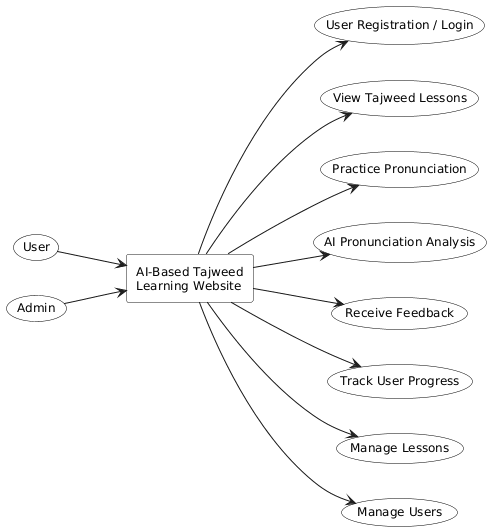 User Registration / Login
View Tajweed Lessons
Practice Pronunciation
AI Pronunciation Analysis
User
AI-Based Tajweed
Learning Website
Admin
Receive Feedback
Track User Progress
Manage Lessons
Manage Users